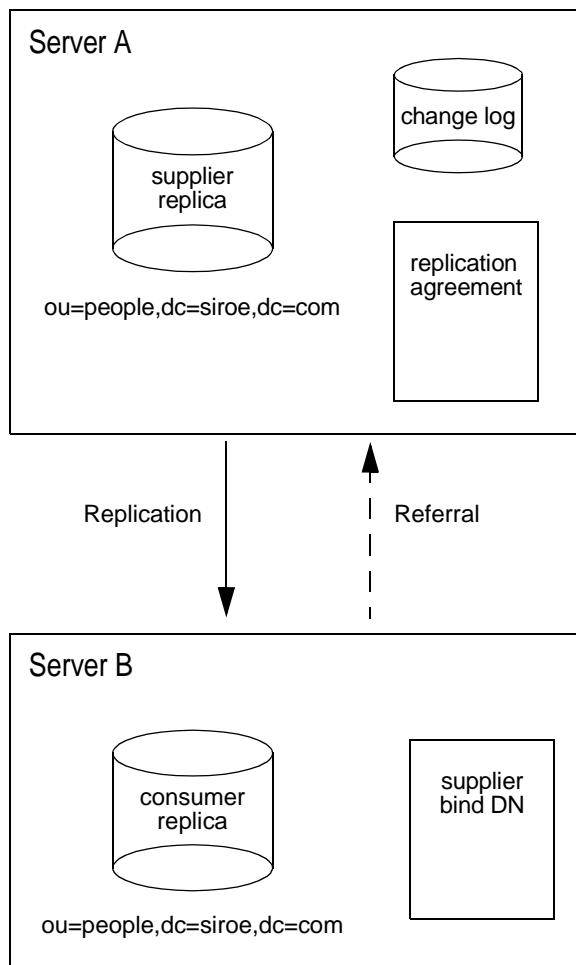 Server A
change log
supplier
replica
replication
agreement
ou=people,dc=siroe,dc=com
Replication
Referral
Server B
consumer
replica
supplier
bind DN
ou=people,dc=siroe,dc=com